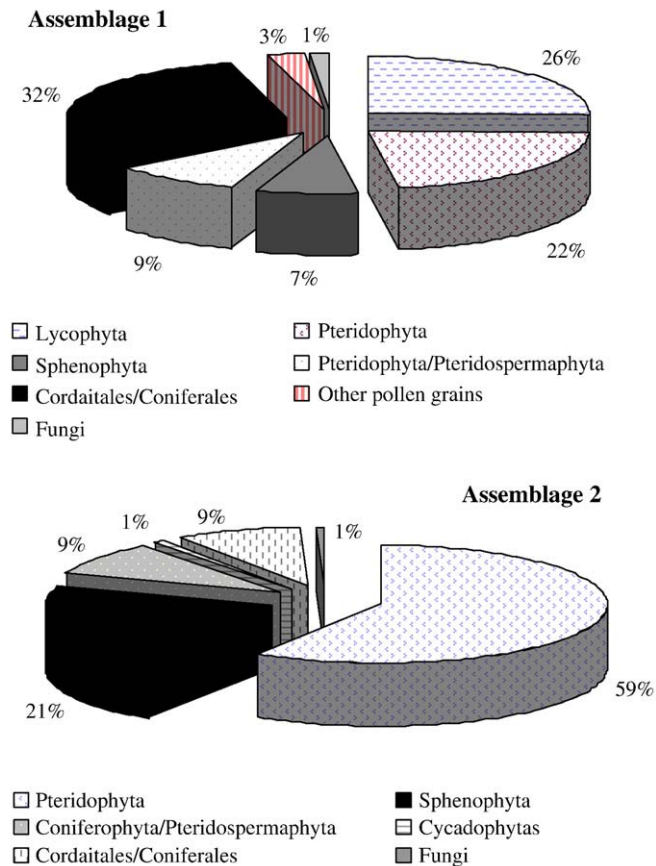 Assemblage 1
3% 1%
26%
32%
22%
9%
7%
Lycophyta Pteridophyta
Sphenophyta Pteridophyta/Pteridospermaphyta
Cordaitales/Coniferales Other pollen grains
Fungi
Assemblage 2
1% 9% 1%
9%
59%
21%
Pteridophyta Sphenophyta
Coniferophyta/Pteridospermaphyta Cycadophytas
Cordaitales/Coniferales Fungi